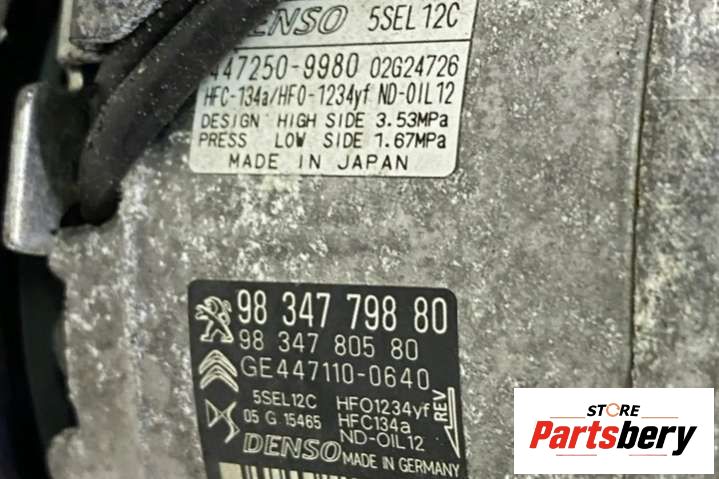 DENSO 5SEL12C
447250-9980 02G24726
HFC-134a/HFO-1234yf ND-OIL12
DESIGN HIGH SIDE 3.53MPa
PRESS LOW SIDE 1.67MPa
MADE IN JAPAN
98 347 798 80
98 347 805 80
GE447110-0640
5SEL12C HFO1234yf
05 G 15465 HFC134a
ND-OIL12
REV
DENSO MADE IN GERMANY
STORE
Partsbery